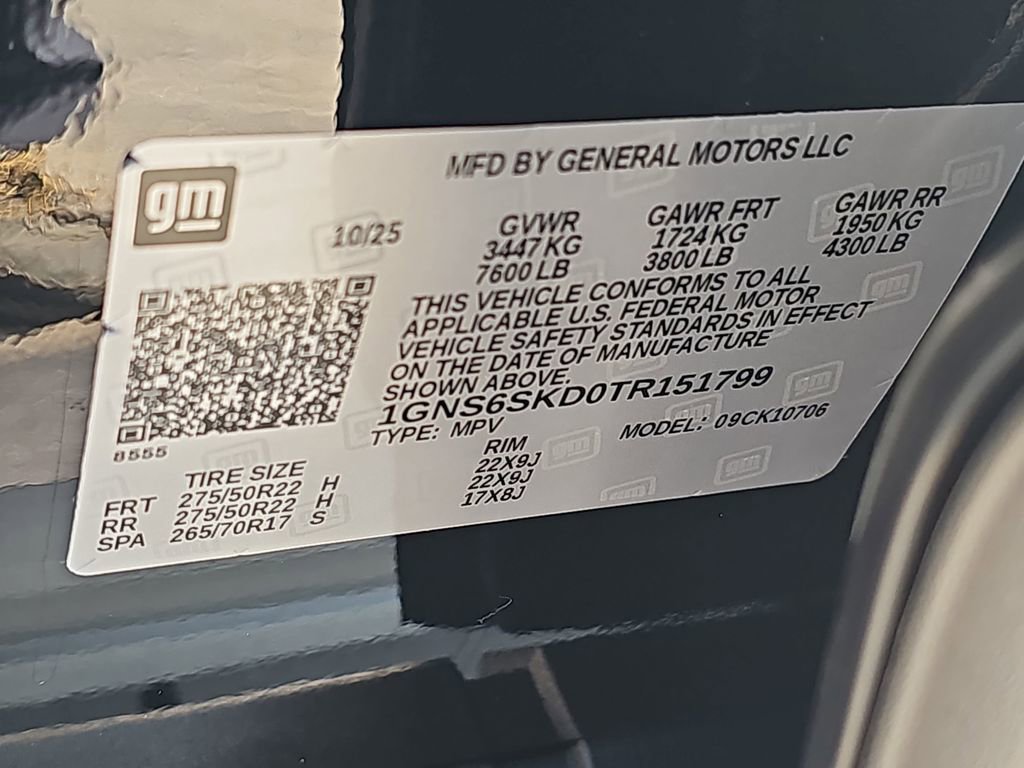 MFD BY GENERAL MOTORS LLC
gm
10/25
GVWR
GAWR FRT
GAWR RR
3447 KG
1724 KG
1950 KG
7600 LB
3800 LB
4300 LB
THIS VEHICLE CONFORMS TO ALL
APPLICABLE U.S. FEDERAL MOTOR
VEHICLE SAFETY STANDARDS IN EFFECT
ON THE DATE OF MANUFACTURE
SHOWN ABOVE.
1GNS6SKD0TR151799
TYPE: MPV
MODEL: 09CK10706
8555
TIRE SIZE
RIM
FRT 275/50R22 H 22X9J
RR 275/50R22 H 22X9J
SPA 265/70R17 S 17X8J